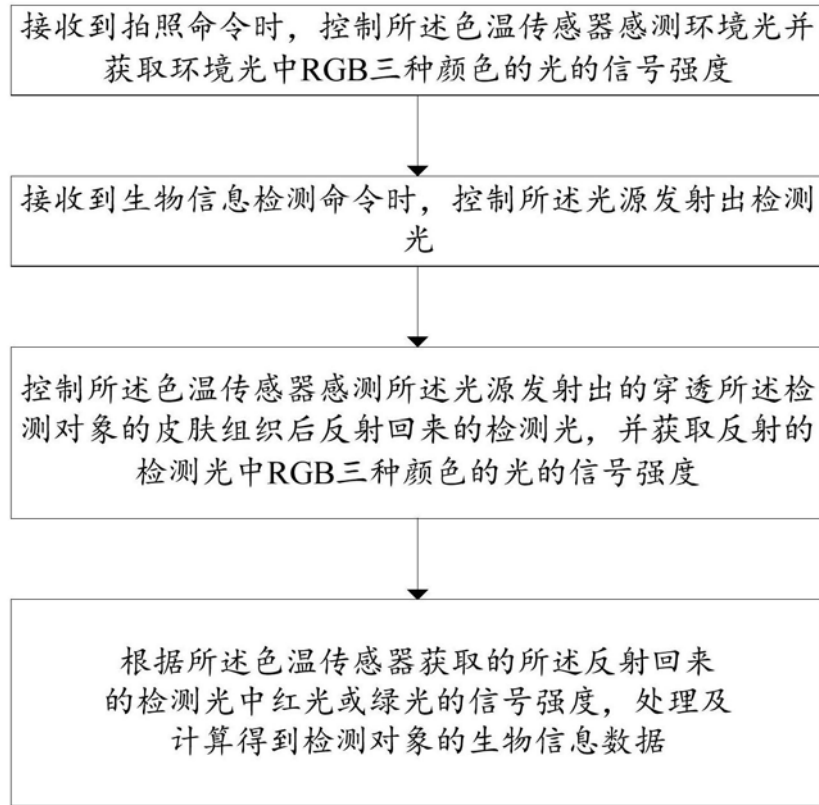 接收到拍照命令时，控制所述色温传感器感测环境光并
获取环境光中RGB三种颜色的光的信号强度
接收到生物信息检测命令时，控制所述光源发射出检测
光
控制所述色温传感器感测所述光源发射出的穿透所述检
测对象的皮肤组织后反射回来的检测光，并获取反射的
检测光中RGB三种颜色的光的信号强度
根据所述色温传感器获取的所述反射回来
的检测光中红光或绿光的信号强度，处理及
计算得到检测对象的生物信息数据